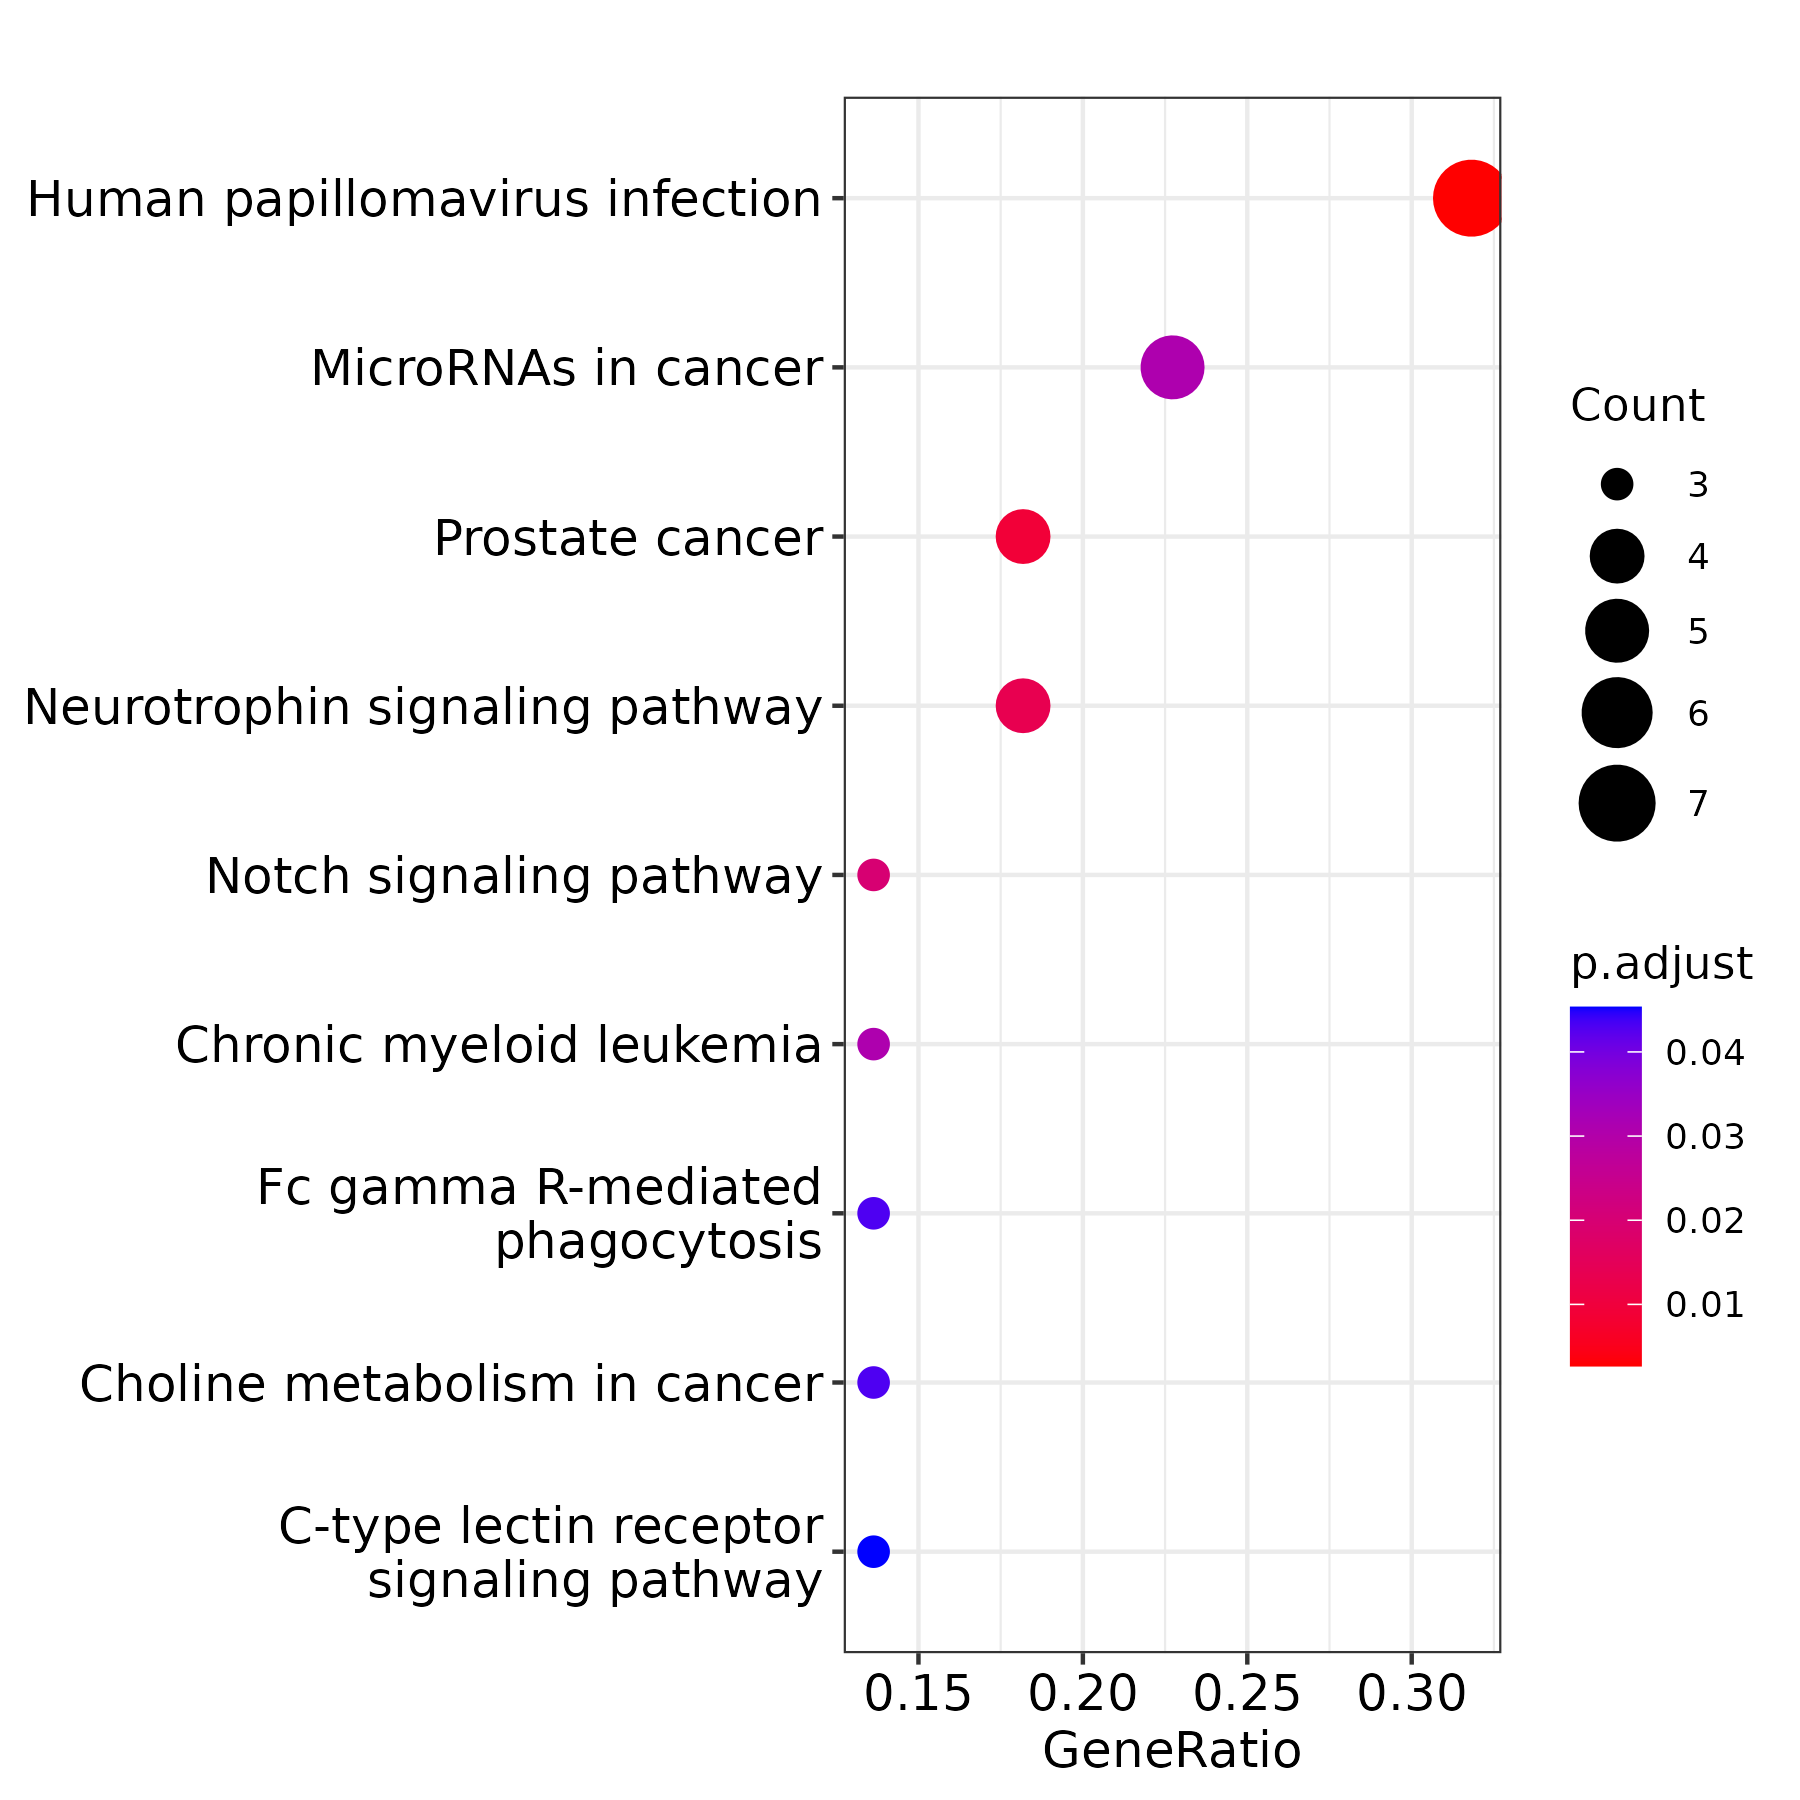 Human papillomavirus infection
MicroRNAs in cancer
Prostate cancer
Neurotrophin signaling pathway
Notch signaling pathway
Chronic myeloid leukemia
Fc gamma R-mediated
phagocytosis
Choline metabolism in cancer
C-type lectin receptor
signaling pathway
0.15 0.20 0.25 0.30
GeneRatio
Count
3
4
5
6
7
p.adjust
0.04
0.03
0.02
0.01